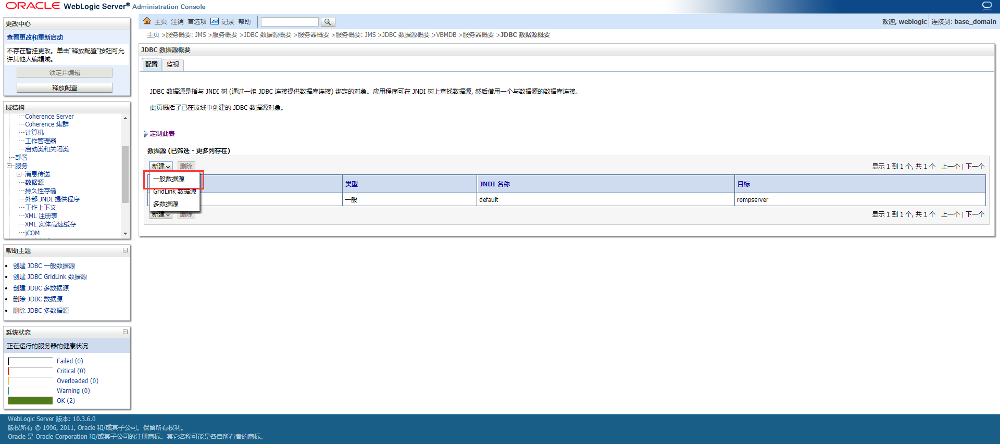 ORACLE WebLogic Server® Administration Console
更改中心
查看更改和重新启动
不存在暂挂更改。单击“释放配置”按钮可允
许其他人编辑域。
锁定并编辑
释放配置
域结构
Coherence Server
Coherence 集群
计算机
工作管理器
启动类和关闭类
部署
服务
消息传送
数据源
持久性存储
外部 JNDI 提供程序
工作上下文
XML 注册表
XML 实体高速缓存
jCOM
帮助主题
创建 JDBC 一般数据源
创建 JDBC GridLink 数据源
创建 JDBC 多数据源
删除 JDBC 数据源
删除 JDBC 多数据源
系统状态
正在运行的服务器的健康状况
Failed (0)
Critical (0)
Overloaded (0)
Warning (0)
OK (2)
主页 注销 首选项 记录 帮助
欢迎, weblogic 连接到: base_domain
主页 >服务概要: JMS >服务概要 >JDBC 数据源概要 >服务器概要 >服务概要: JMS >JDBC 数据源概要 >VBMDB >服务器概要 >JDBC 数据源概要
JDBC 数据源概要
配置 监视
JDBC 数据源是指与 JNDI 树 (通过一组 JDBC 连接提供数据库连接) 绑定的对象。应用程序可在 JNDI 树上查找数据源, 然后借用一个与数据源的数据库连接。
此页概括了已在该域中创建的 JDBC 数据源对象。
定制此表
数据源 (已筛选 - 更多列存在)
新建 删除 显示 1 到 1 个, 共 1 个 上一个 | 下一个
一般数据源
GridLink 数据源
多数据源
类型 JNDI 名称 目标
一般 default rompserver
新建 删除 显示 1 到 1 个, 共 1 个 上一个 | 下一个
WebLogic Server 版本: 10.3.6.0
版权所有 © 1996, 2011, Oracle 和/或其子公司。保留所有权利。
Oracle 是 Oracle Corporation 和/或其子公司的注册商标。其它名称可能是各自所有者的商标。